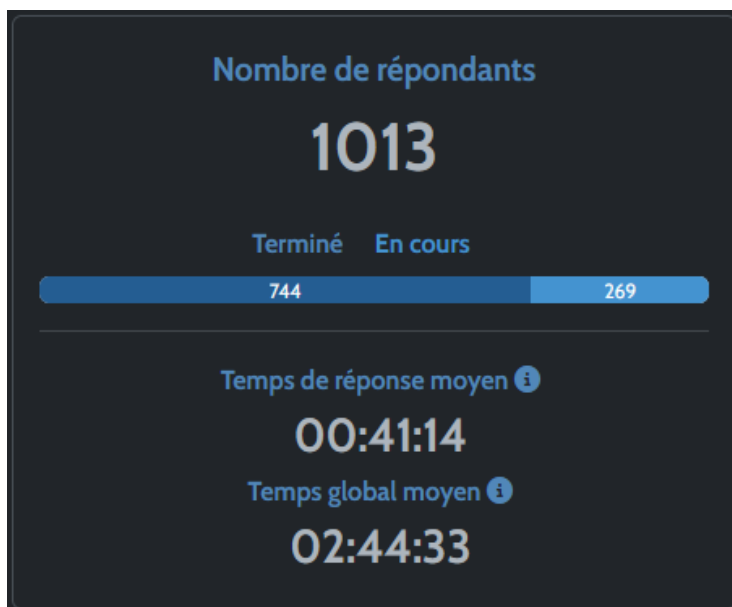 Nombre de répondants
1013
Terminé En cours
744 269
Temps de réponse moyen
00:41:14
Temps global moyen
02:44:33